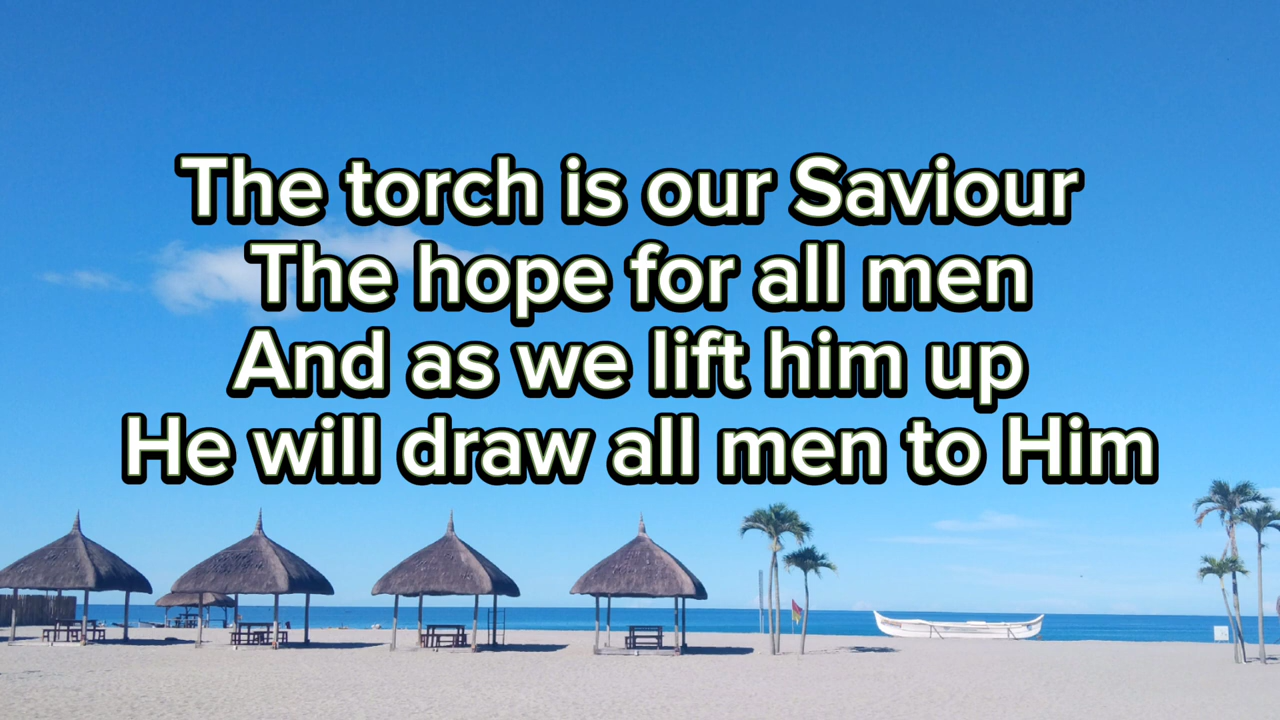 The torch is our Saviour
The hope for all men
And as we lift him up
He will draw all men to Him